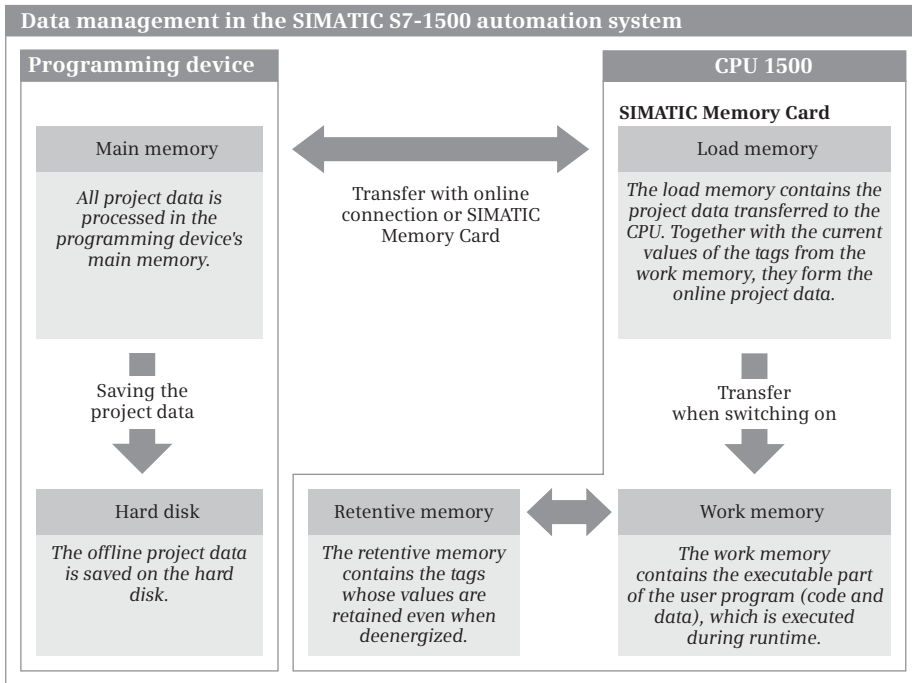 Data management in the SIMATIC S7-1500 automation system
Programming device
Main memory
All project data is
processed in the
programming device's
main memory.
Saving the
project data
Hard disk
The offline project data
is saved on the hard
disk.
Transfer with online
connection or SIMATIC
Memory Card
CPU 1500
SIMATIC Memory Card
Load memory
The load memory contains the
project data transferred to the
CPU. Together with the current
values of the tags from the
work memory, they form the
online project data.
Transfer
when switching on
Retentive memory
The retentive memory
contains the tags
whose values are
retained even when
deenergized.
Work memory
The work memory
contains the executable part
of the user program (code and
data), which is executed
during runtime.